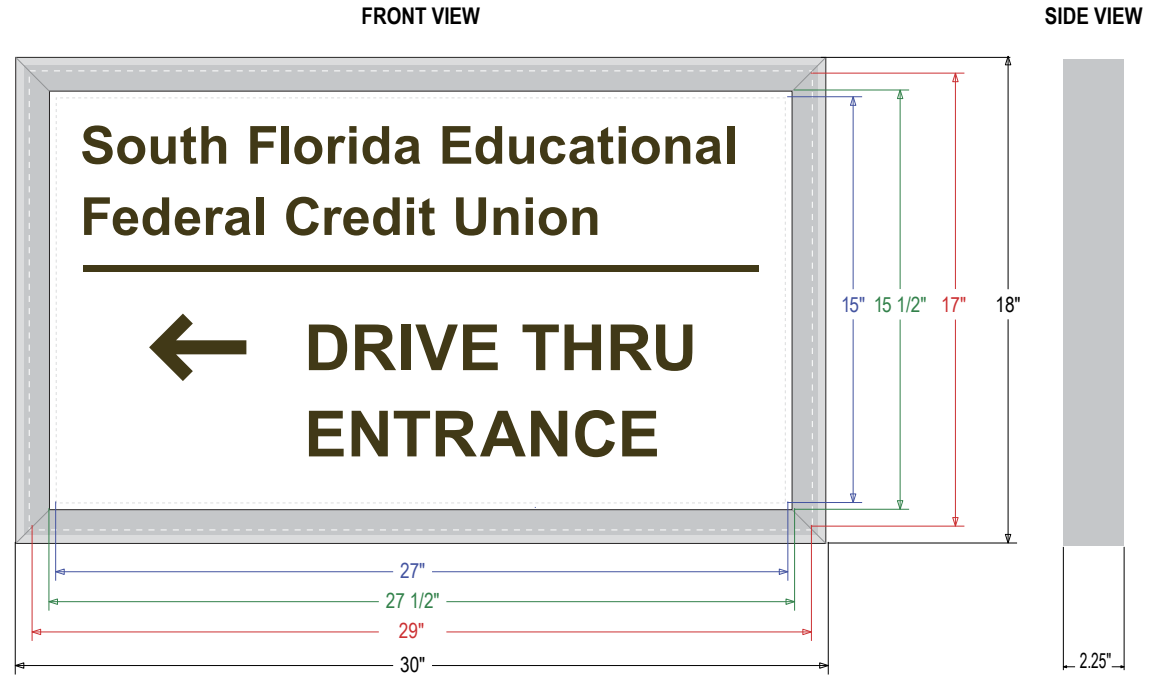 FRONT VIEW
SIDE VIEW
South Florida Educational
Federal Credit Union
← DRIVE THRU
ENTRANCE
15" 15 1/2" 17" 18"
27"
27 1/2"
29"
30"
2.25"